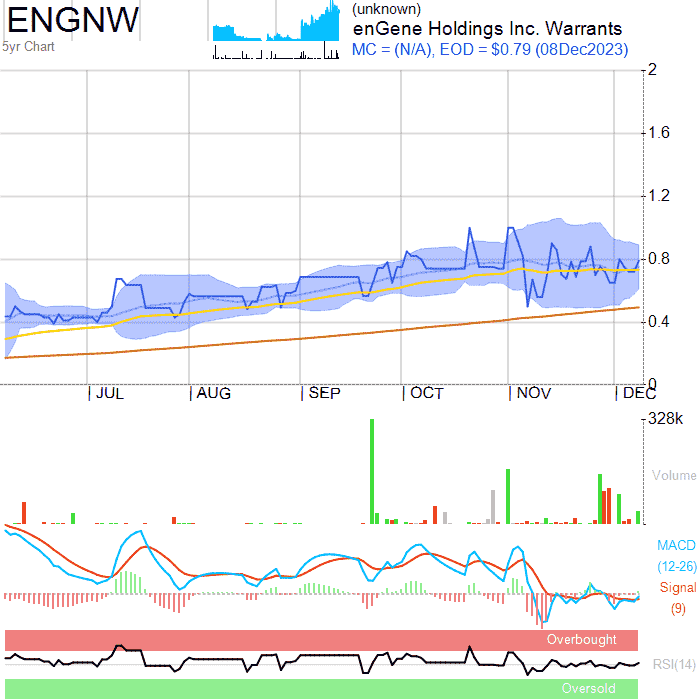 ENGNW
5yr Chart
(unknown)
enGene Holdings Inc. Warrants
MC = (N/A), EOD = $0.79 (08Dec2023)
2
1.6
1.2
0.8
0.4
0
JUL AUG SEP OCT NOV DEC
328k
Volume
MACD
(12-26)
Signal
(9)
Overbought
RSI(14)
Oversold